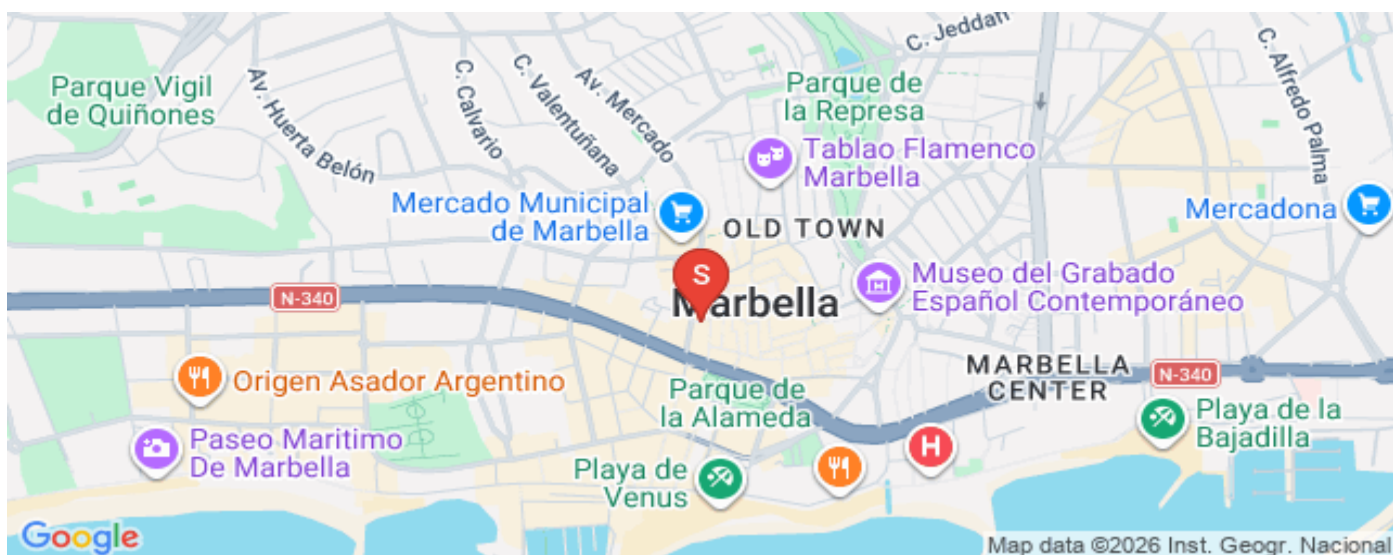 C. Jeddah
C. Alfredo Palma
Parque Vigil
de Quiñones
Av. Huerta Belón
C. Calvario
C. Valentuñana
Av. Mercado
Parque de
la Represa
Tablao Flamenco
Marbella
Mercado Municipal
de Marbella
OLD TOWN
Mercadona
S
Marbella
Museo del Grabado
Español Contemporáneo
N-340
Origen Asador Argentino
MARBELLA
CENTER
N-340
Parque de
la Alameda
Playa de la
Bajadilla
Paseo Maritimo
De Marbella
Playa de
Venus
H
Google
Map data ©2026 Inst. Geogr. Nacional